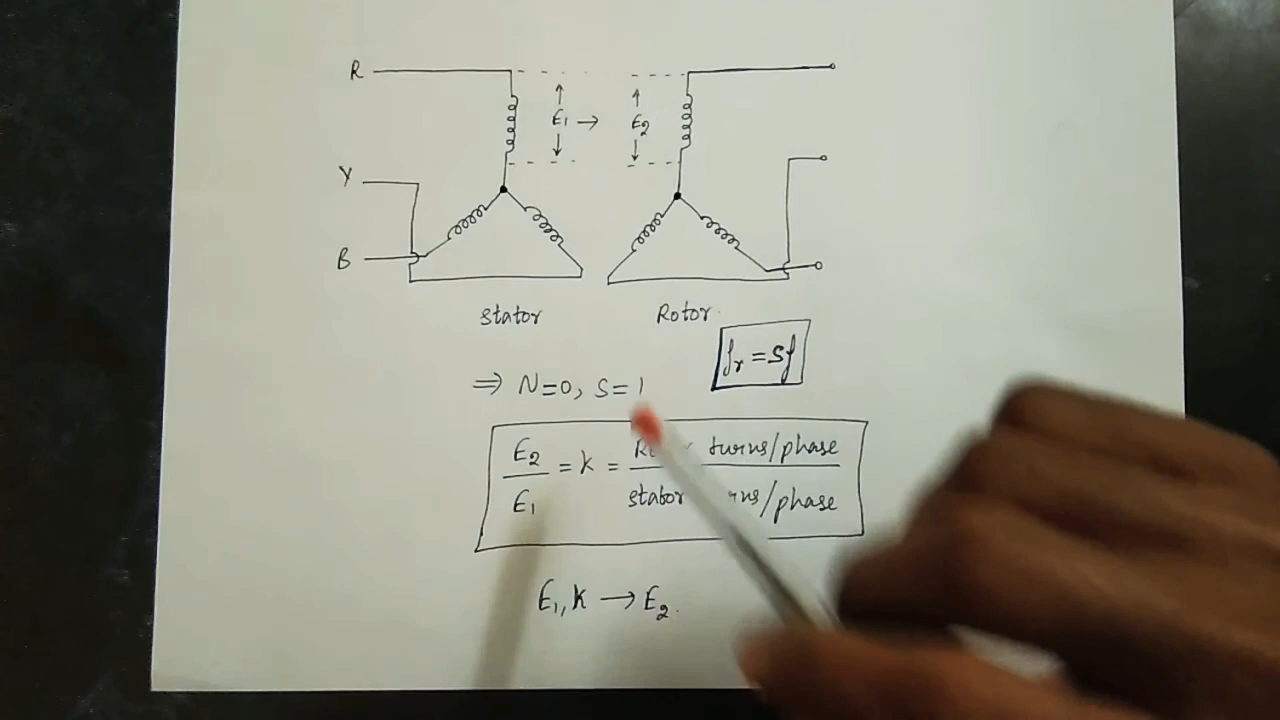 R
E₁ → E₂
Y
B
Stator Rotor
fᵣ = Sf
⇒ N=0, S=1
E₂/E₁ = K = turns/phase / stator /phase
E₁, K → E₂.